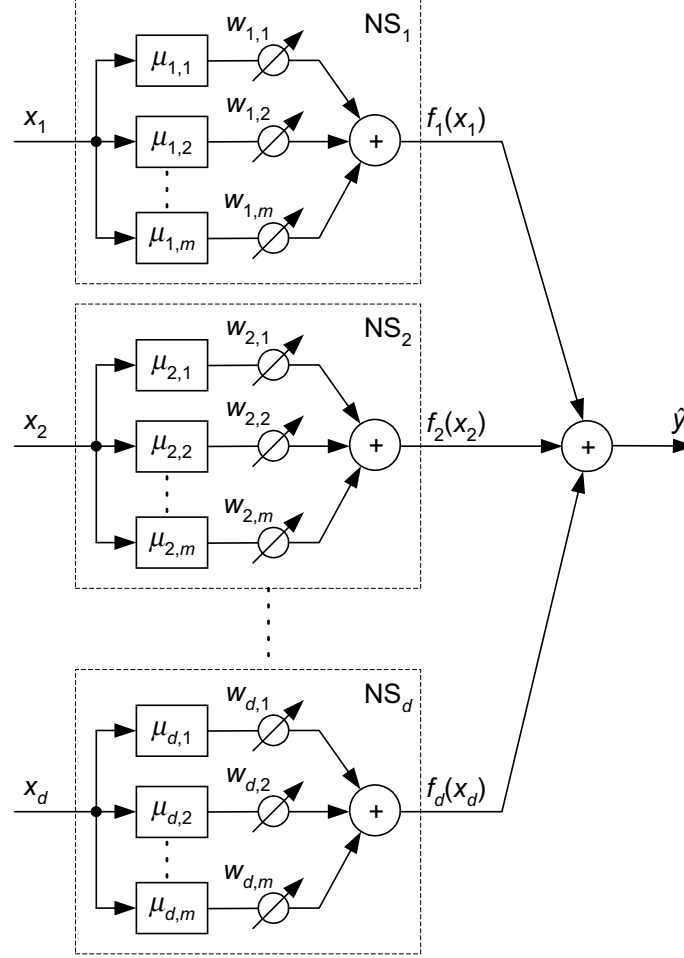 w1,1 NS1
μ1,1
x1 w1,2 f1(x1)
μ1,2 +
w1,m
μ1,m
w2,1 NS2
μ2,1
x2 w2,2 f2(x2) ŷ
μ2,2 + +
w2,m
μ2,m
wd,1 NSd
μd,1
xd wd,2 fd(xd)
μd,2 +
wd,m
μd,m